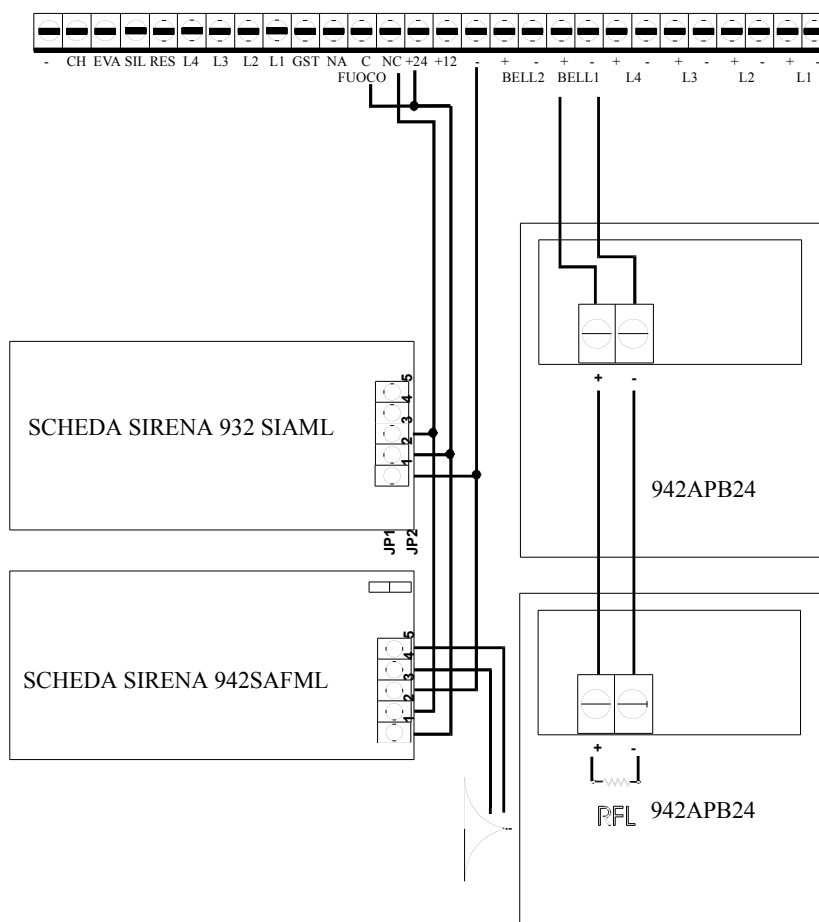 - CH EVA SIL RES L4 L3 L2 L1 GST NA C NC +24 +12 - + - + - + - + - + - + -
FUOCO BELL2 BELL1 L4 L3 L2 L1
+ -
5
4
3
2
1
SCHEDA SIRENA 932 SIAML
942APB24
JP1
JP2
5
4
3
2
1
SCHEDA SIRENA 942SAFML
+ -
RFL 942APB24